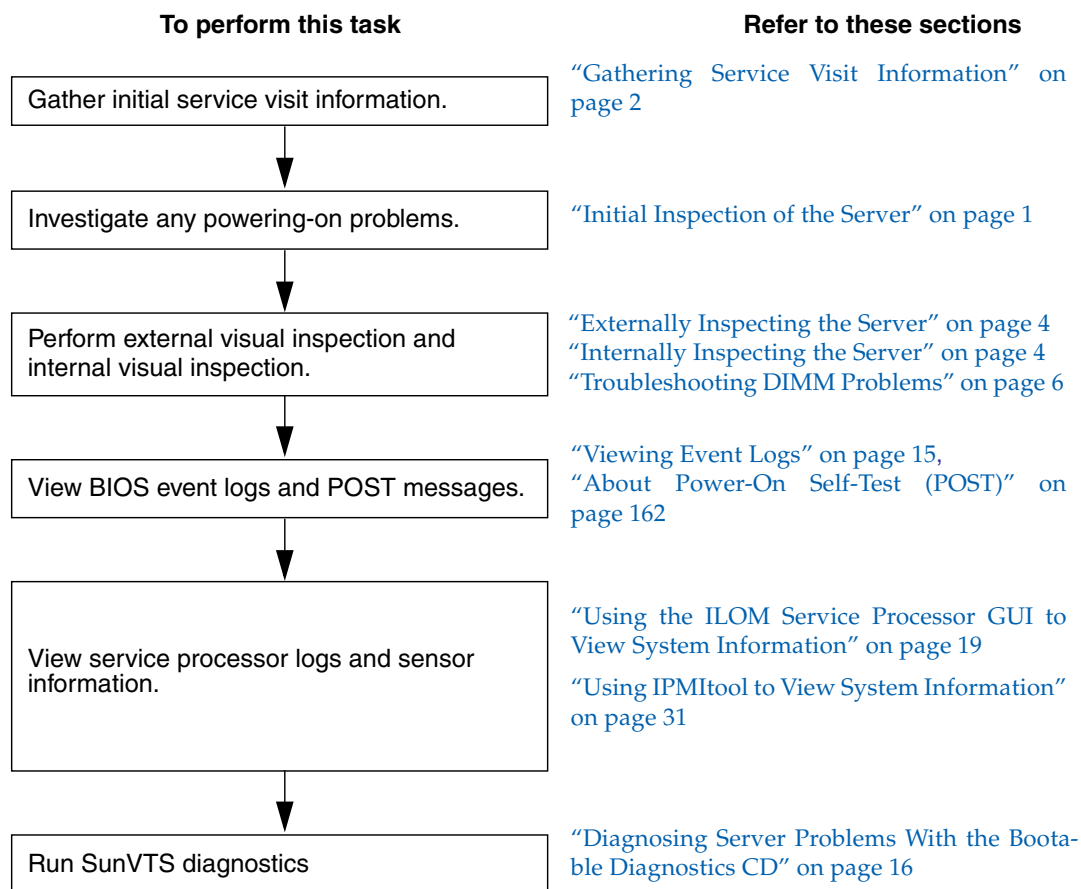 To perform this task
Refer to these sections
Gather initial service visit information.
“Gathering Service Visit Information” on
page 2
Investigate any powering-on problems.
“Initial Inspection of the Server” on page 1
Perform external visual inspection and
internal visual inspection.
“Externally Inspecting the Server” on page 4
“Internally Inspecting the Server” on page 4
“Troubleshooting DIMM Problems” on page 6
View BIOS event logs and POST messages.
“Viewing Event Logs” on page 15,
“About Power-On Self-Test (POST)” on
page 162
View service processor logs and sensor
information.
“Using the ILOM Service Processor GUI to
View System Information” on page 19
“Using IPMItool to View System Information”
on page 31
Run SunVTS diagnostics
“Diagnosing Server Problems With the Boota-
ble Diagnostics CD” on page 16